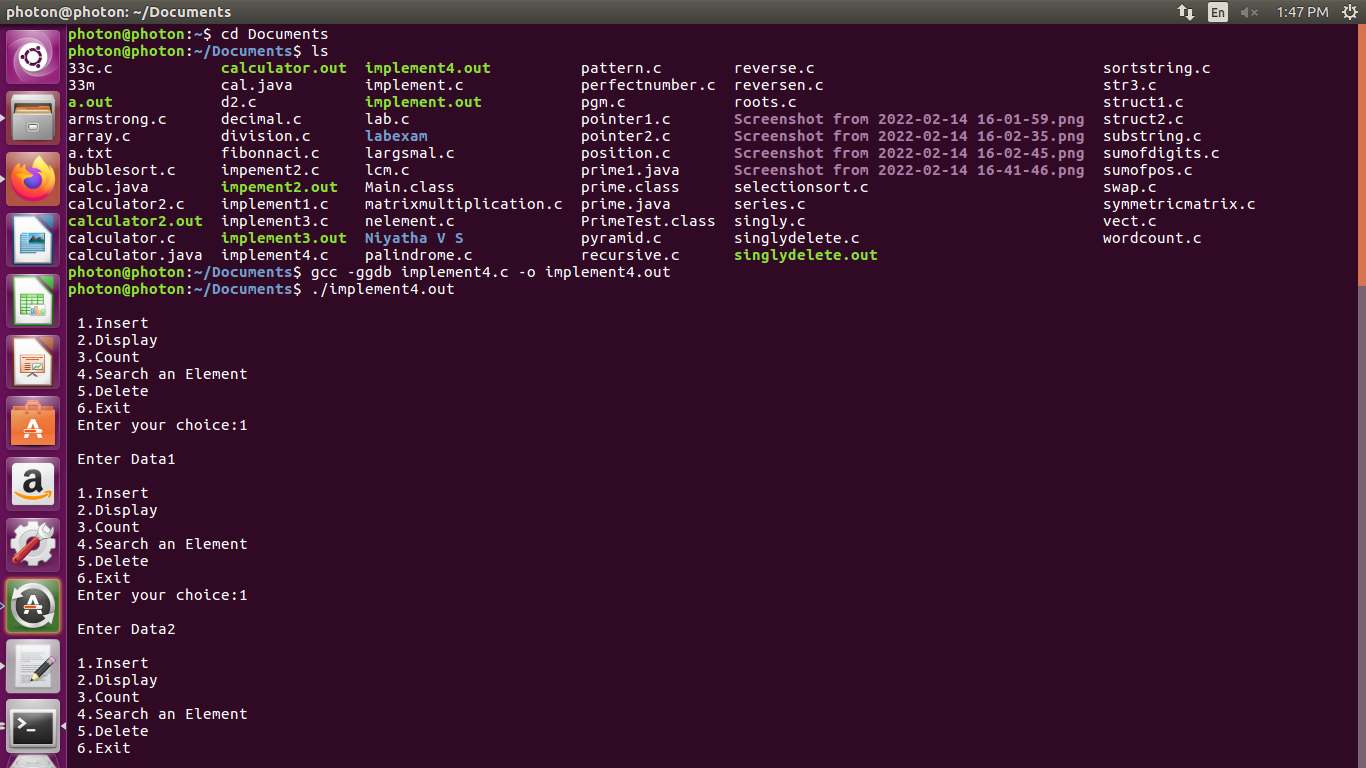 photon@photon: ~/Documents En 1:47 PM
photon@photon:~$ cd Documents
photon@photon:~/Documents$ ls
33c.c calculator.out implement4.out pattern.c reverse.c sortstring.c
33m cal.java implement.c perfectnumber.c reversen.c str3.c
a.out d2.c implement.out pgm.c roots.c struct1.c
armstrong.c decimal.c lab.c pointer1.c Screenshot from 2022-02-14 16-01-59.png struct2.c
array.c division.c labexam pointer2.c Screenshot from 2022-02-14 16-02-35.png substring.c
a.txt fibonnaci.c largsmal.c position.c Screenshot from 2022-02-14 16-02-45.png sumofdigits.c
bubblesort.c impement2.c lcm.c prime1.java Screenshot from 2022-02-14 16-41-46.png sumofpos.c
calc.java impement2.out Main.class prime.class selectionsort.c swap.c
calculator2.c implement1.c matrixmultiplication.c prime.java series.c symmetricmatrix.c
calculator2.out implement3.c nelement.c PrimeTest.class singly.c vect.c
calculator.c implement3.out Niyatha V S pyramid.c singlydelete.c wordcount.c
calculator.java implement4.c palindrome.c recursive.c singlydelete.out
photon@photon:~/Documents$ gcc -ggdb implement4.c -o implement4.out
photon@photon:~/Documents$ ./implement4.out
1.Insert
2.Display
3.Count
4.Search an Element
5.Delete
6.Exit
Enter your choice:1
Enter Data1
1.Insert
2.Display
3.Count
4.Search an Element
5.Delete
6.Exit
Enter your choice:1
Enter Data2
1.Insert
2.Display
3.Count
4.Search an Element
5.Delete
6.Exit